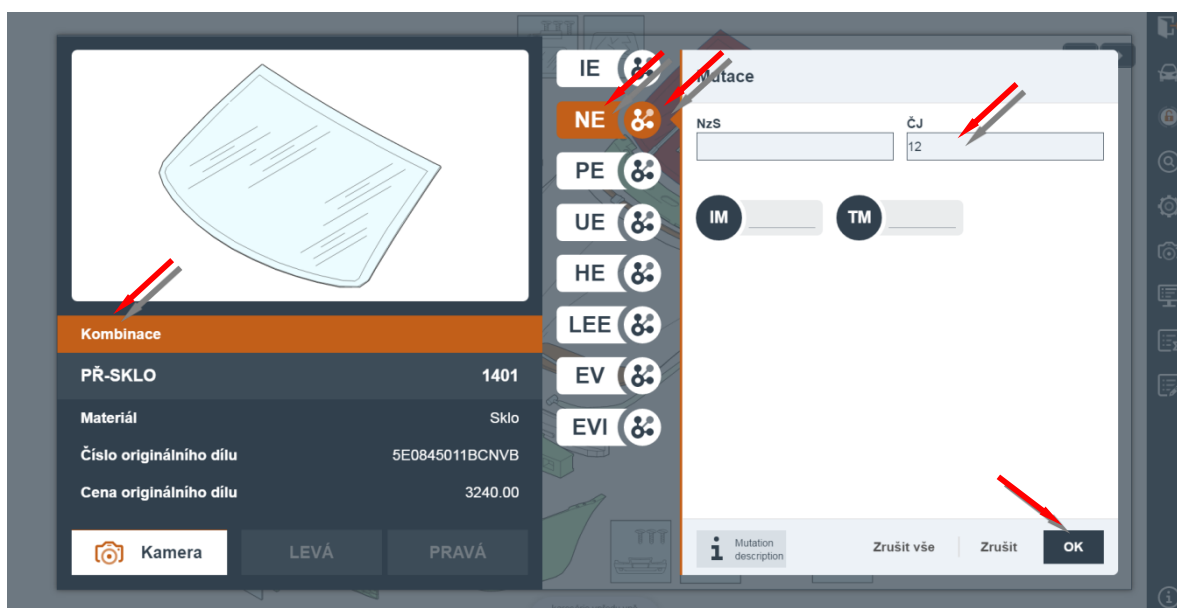 Kombinace
PŘ-SKLO 1401
Materiál Sklo
Číslo originálního dílu 5E0845011BCNVB
Cena originálního dílu 3240.00
Kamera LEVÁ PRAVÁ
IE
NE
PE
UE
HE
LEE
EV
EVI
Mutace
NzS ČJ
12
IM TM
i Mutation description
Zrušit vše Zrušit OK